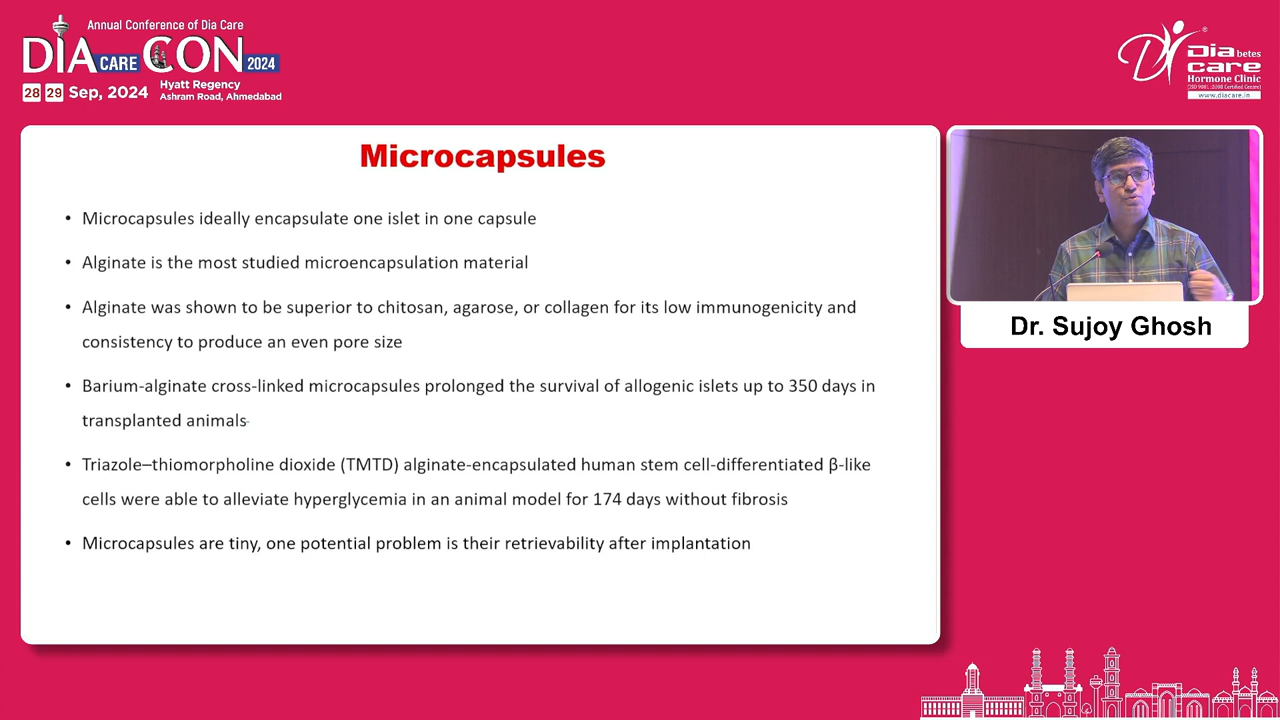 Annual Conference of Dia Care
DIA CARE CON 2024
28 29 Sep, 2024
Hyatt Regency
Ashram Road, Ahmedabad
Diabetes
care
Hormone Clinic
(ISO 9001 :2008 Certified Centre)
www.diacare.in
Microcapsules
• Microcapsules ideally encapsulate one islet in one capsule
• Alginate is the most studied microencapsulation material
• Alginate was shown to be superior to chitosan, agarose, or collagen for its low immunogenicity and
consistency to produce an even pore size
• Barium-alginate cross-linked microcapsules prolonged the survival of allogenic islets up to 350 days in
transplanted animals
• Triazole–thiomorpholine dioxide (TMTD) alginate-encapsulated human stem cell-differentiated β-like
cells were able to alleviate hyperglycemia in an animal model for 174 days without fibrosis
• Microcapsules are tiny, one potential problem is their retrievability after implantation
Dr. Sujoy Ghosh